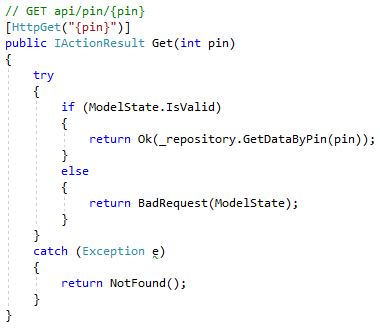 // GET api/pin/{pin}
[HttpGet("{pin}")]
public IActionResult Get(int pin)
{
    try
    {
        if (ModelState.IsValid)
        {
            return Ok(_repository.GetDataByPin(pin));
        }
        else
        {
            return BadRequest(ModelState);
        }
    }
    catch (Exception e)
    {
        return NotFound();
    }
}